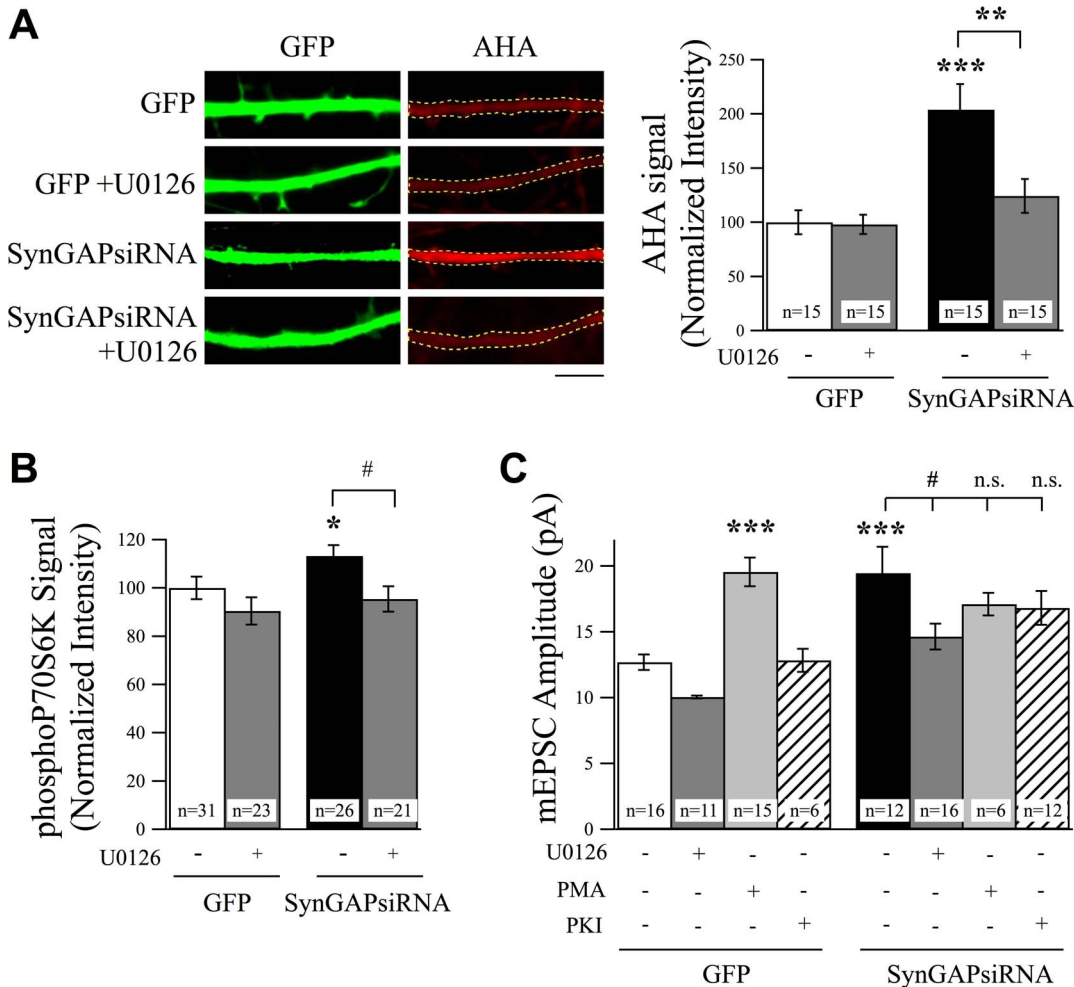 A
GFP AHA
GFP
GFP +U0126
SynGAPsiRNA
SynGAPsiRNA
+U0126
AHA signal
(Normalized Intensity)
250
200
150
100
50
0
**
***
n=15 n=15 n=15 n=15
U0126 - + - +
GFP SynGAPsiRNA
B
phosphoP70S6K Signal
(Normalized Intensity)
120
100
80
60
40
20
0
#
*
n=31 n=23 n=26 n=21
U0126 - + - +
GFP SynGAPsiRNA
C
mEPSC Amplitude (pA)
20
15
10
5
0
# n.s. n.s.
*** ***
n=16 n=11 n=15 n=6 n=12 n=16 n=6 n=12
U0126 - + - - - + - -
PMA - - + - - - + -
PKI - - - + - - - +
GFP SynGAPsiRNA